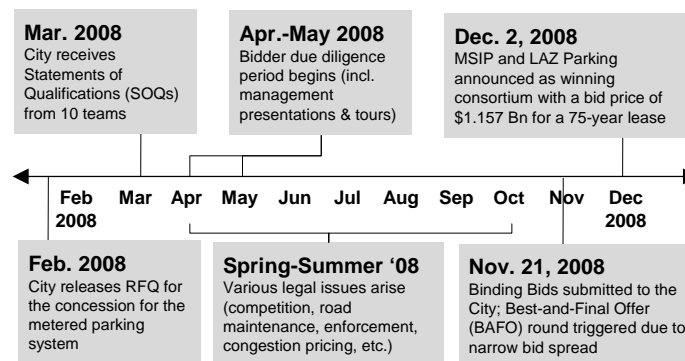 Mar. 2008
City receives
Statements of
Qualifications (SOQs)
from 10 teams
Apr.-May 2008
Bidder due diligence
period begins (incl.
management
presentations & tours)
Dec. 2, 2008
MSIP and LAZ Parking
announced as winning
consortium with a bid price of
$1.157 Bn for a 75-year lease
Feb Mar Apr May Jun Jul Aug Sep Oct Nov Dec
2008 2008
Feb. 2008
City releases RFQ for
the concession for the
metered parking
system
Spring-Summer ‘08
Various legal issues arise
(competition, road
maintenance, enforcement,
congestion pricing, etc.)
Nov. 21, 2008
Binding Bids submitted to the
City; Best-and-Final Offer
(BAFO) round triggered due to
narrow bid spread